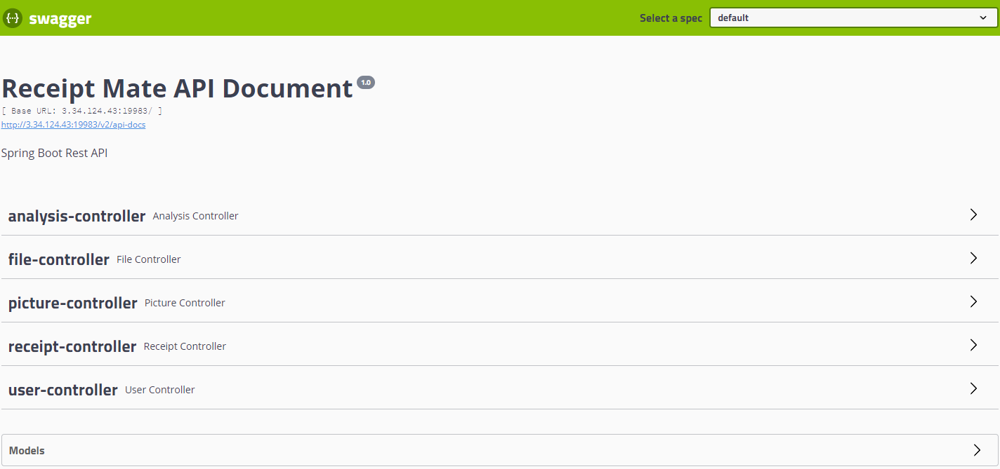 {··} swagger Select a spec default
Receipt Mate API Document 1.0
[ Base URL: 3.34.124.43:19983/ ]
http://3.34.124.43:19983/v2/api-docs
Spring Boot Rest API
analysis-controller Analysis Controller
file-controller File Controller
picture-controller Picture Controller
receipt-controller Receipt Controller
user-controller User Controller
Models